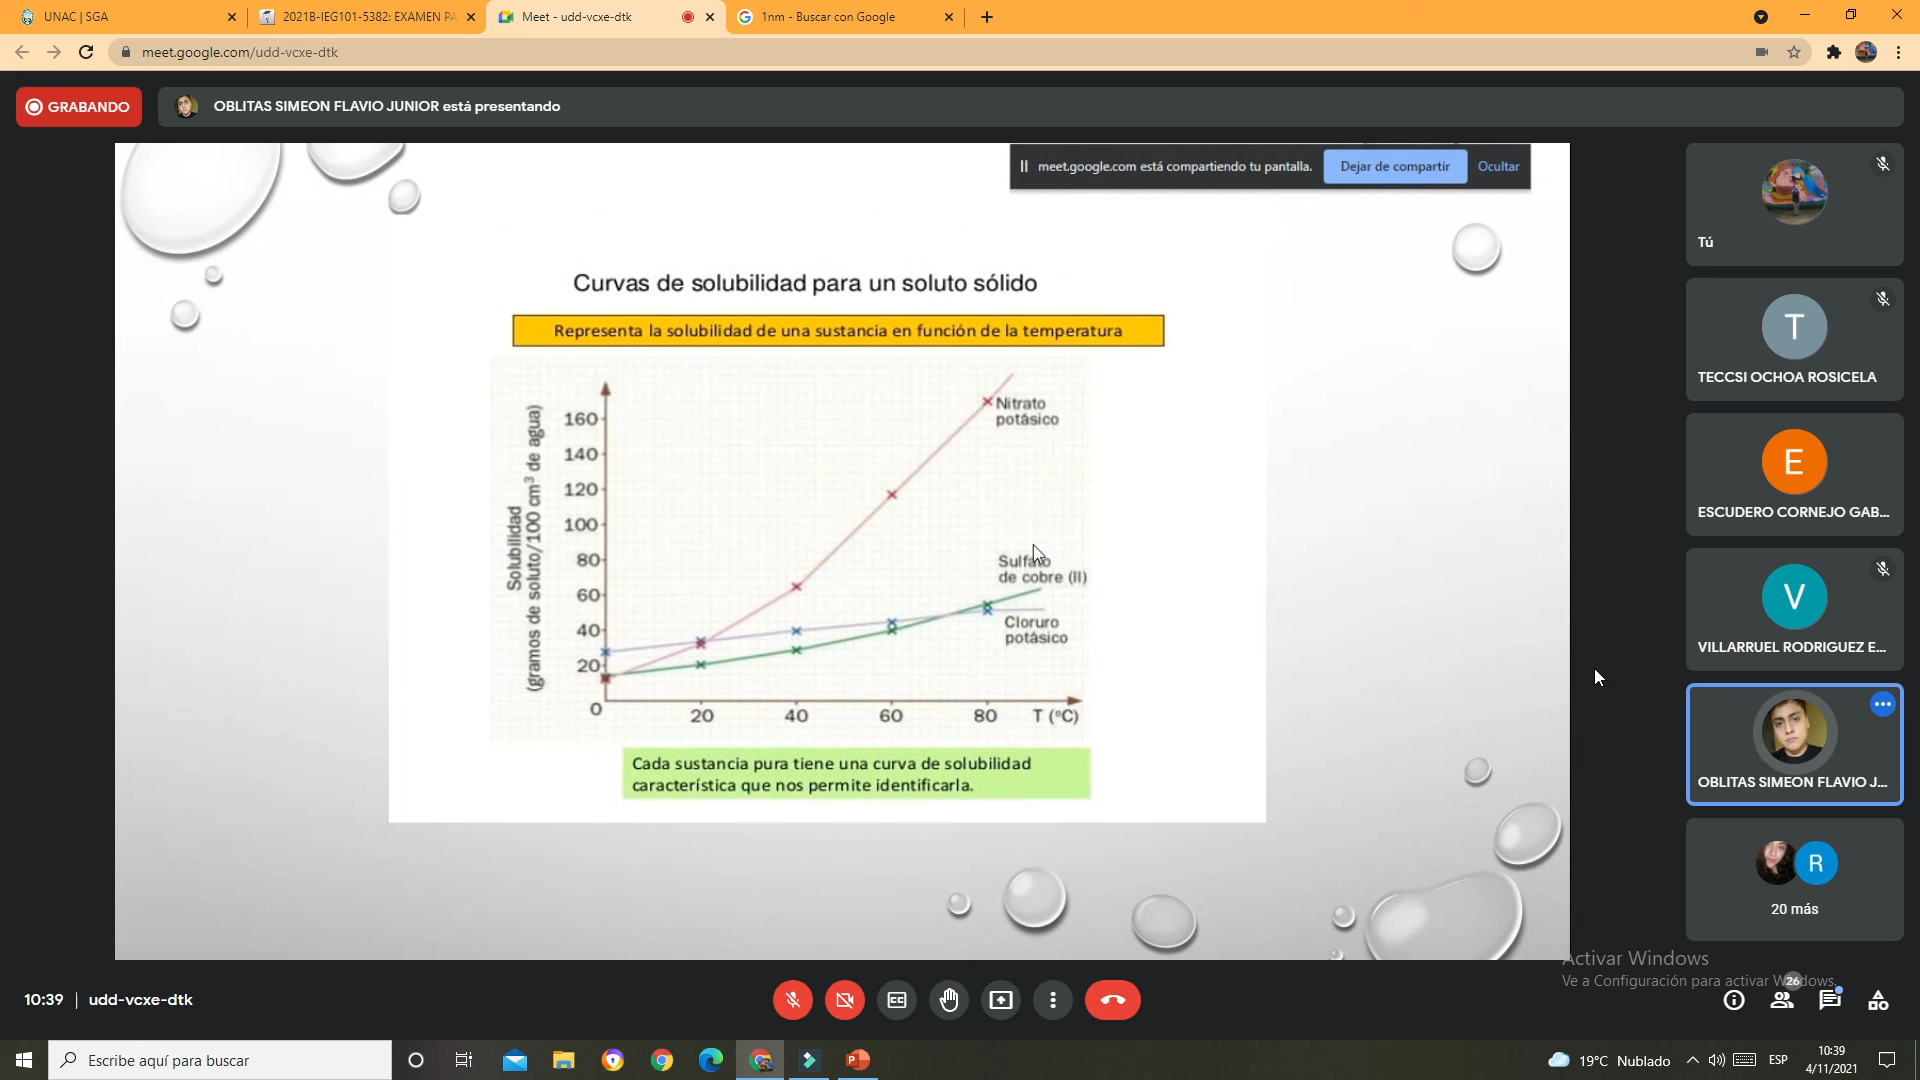 UNAC | SGA
2021B-IEG101-5382: EXAMEN PA
Meet - udd-vcxe-dtk
1nm - Buscar con Google
meet.google.com/udd-vcxe-dtk
GRABANDO
OBLITAS SIMEON FLAVIO JUNIOR está presentando
meet.google.com está compartiendo tu pantalla.
Dejar de compartir
Ocultar
Curvas de solubilidad para un soluto sólido
Representa la solubilidad de una sustancia en función de la temperatura
Solubilidad
(gramos de soluto/100 cm³ de agua)
160
140
120
100
80
60
40
20
0
20
40
60
80
T (°C)
Nitrato
potásico
Sulfato
de cobre (II)
Cloruro
potásico
Cada sustancia pura tiene una curva de solubilidad
característica que nos permite identificarla.
Tú
T
TECCSI OCHOA ROSICELA
E
ESCUDERO CORNEJO GAB...
V
VILLARRUEL RODRIGUEZ E...
OBLITAS SIMEON FLAVIO J...
R
20 más
Activar Windows
Ve a Configuración para activar Windows.
10:39 | udd-vcxe-dtk
26
Escribe aquí para buscar
19°C Nublado
ESP
10:39
4/11/2021